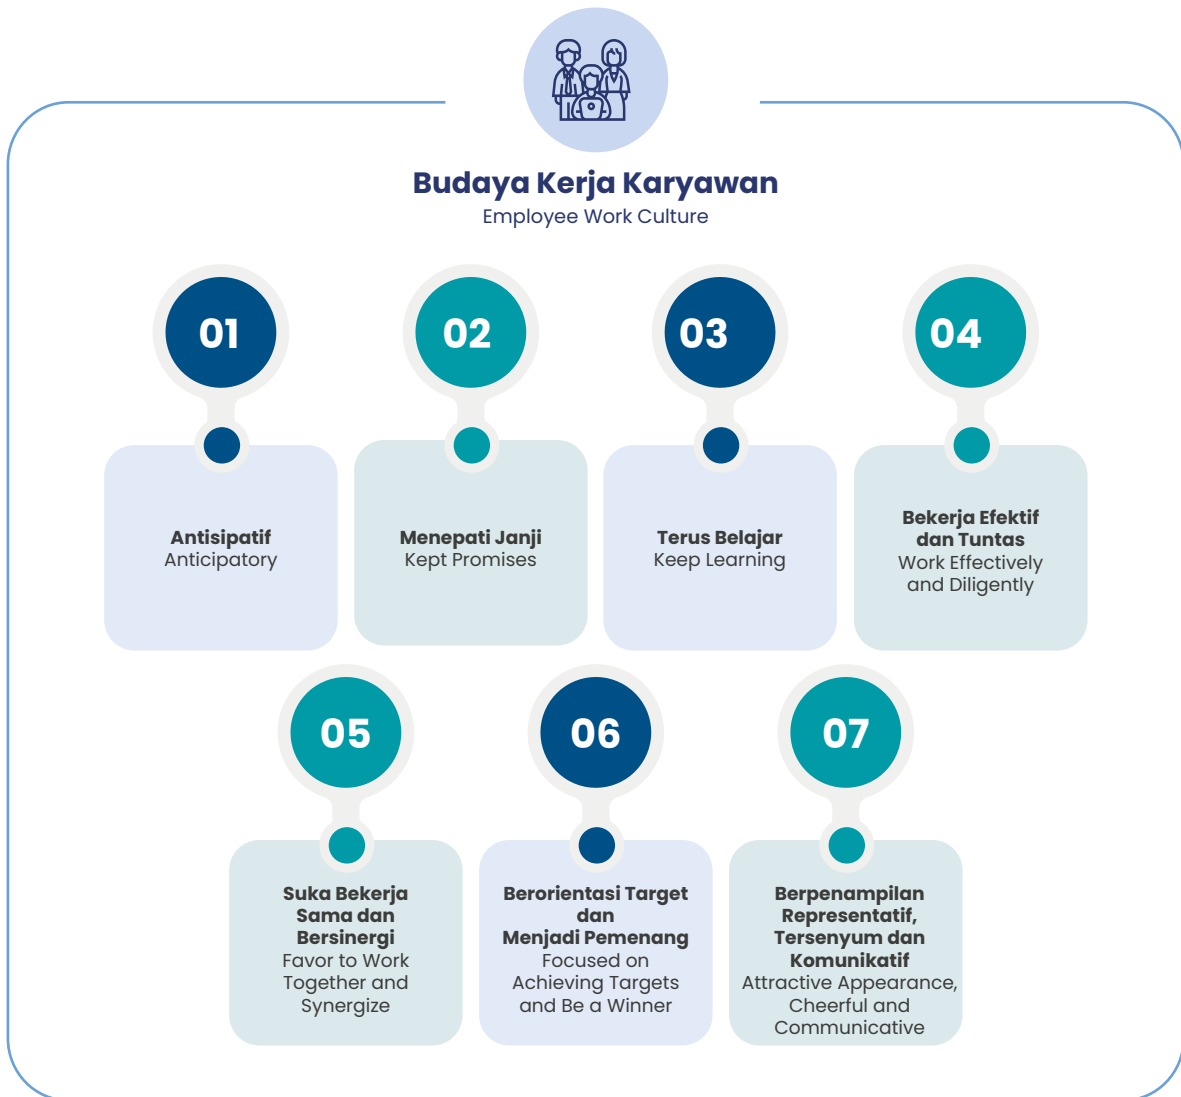 Budaya Kerja Karyawan
Employee Work Culture
01
Antisipatif
Anticipatory
02
Menepati Janji
Kept Promises
03
Terus Belajar
Keep Learning
04
Bekerja Efektif
dan Tuntas
Work Effectively
and Diligently
05
Suka Bekerja
Sama dan
Bersinergi
Favor to Work
Together and
Synergize
06
Berorientasi Target
dan
Menjadi Pemenang
Focused on
Achieving Targets
and Be a Winner
07
Berpenampilan
Representatif,
Tersenyum dan
Komunikatif
Attractive Appearance,
Cheerful and
Communicative